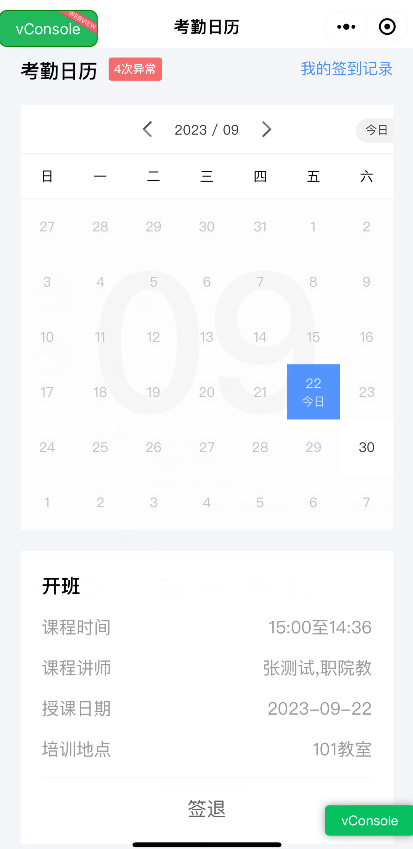 vConsole
WEBVIEW
考勤日历
考勤日历 4次异常 我的签到记录
2023 / 09 今日
日 一 二 三 四 五 六
09
27 28 29 30 31 1 2
3 4 5 6 7 8 9
10 11 12 13 14 15 16
17 18 19 20 21 22 23
今日
24 25 26 27 28 29 30
1 2 3 4 5 6 7
开班
课程时间 15:00至14:36
课程讲师 张测试,职院教
授课日期 2023-09-22
培训地点 101教室
签退
vConsole